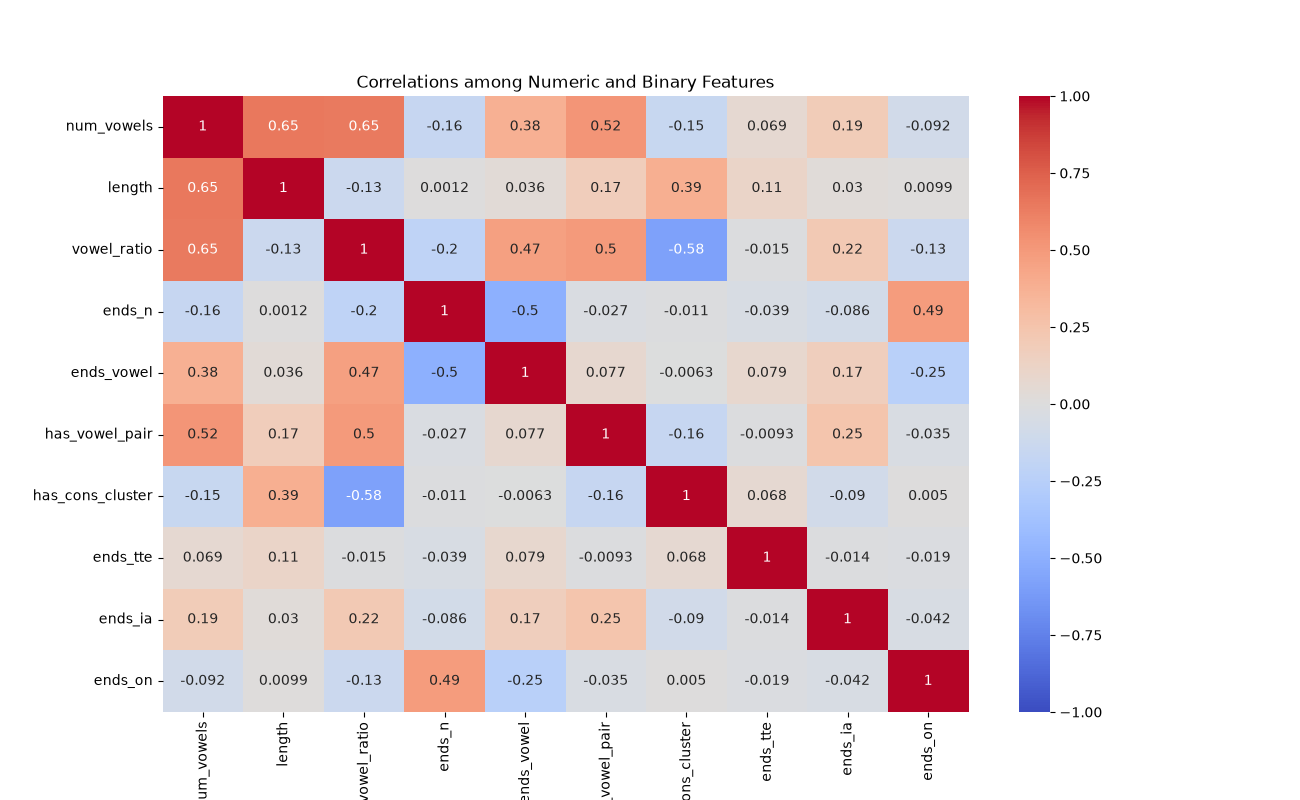 Correlations among Numeric and Binary Features
num_vowels 1 0.65 0.65 -0.16 0.38 0.52 -0.15 0.069 0.19 -0.092
length 0.65 1 -0.13 0.0012 0.036 0.17 0.39 0.11 0.03 0.0099
vowel_ratio 0.65 -0.13 1 -0.2 0.47 0.5 -0.58 -0.015 0.22 -0.13
ends_n -0.16 0.0012 -0.2 1 -0.5 -0.027 -0.011 -0.039 -0.086 0.49
ends_vowel 0.38 0.036 0.47 -0.5 1 0.077 -0.0063 0.079 0.17 -0.25
has_vowel_pair 0.52 0.17 0.5 -0.027 0.077 1 -0.16 -0.0093 0.25 -0.035
has_cons_cluster -0.15 0.39 -0.58 -0.011 -0.0063 -0.16 1 0.068 -0.09 0.005
ends_tte 0.069 0.11 -0.015 -0.039 0.079 -0.0093 0.068 1 -0.014 -0.019
ends_ia 0.19 0.03 0.22 -0.086 0.17 0.25 -0.09 -0.014 1 -0.042
ends_on -0.092 0.0099 -0.13 0.49 -0.25 -0.035 0.005 -0.019 -0.042 1
um_vowels
length
vowel_ratio
ends_n
ends_vowel
_vowel_pair
ons_cluster
ends_tte
ends_ia
ends_on
1.00
0.75
0.50
0.25
0.00
−0.25
−0.50
−0.75
−1.00